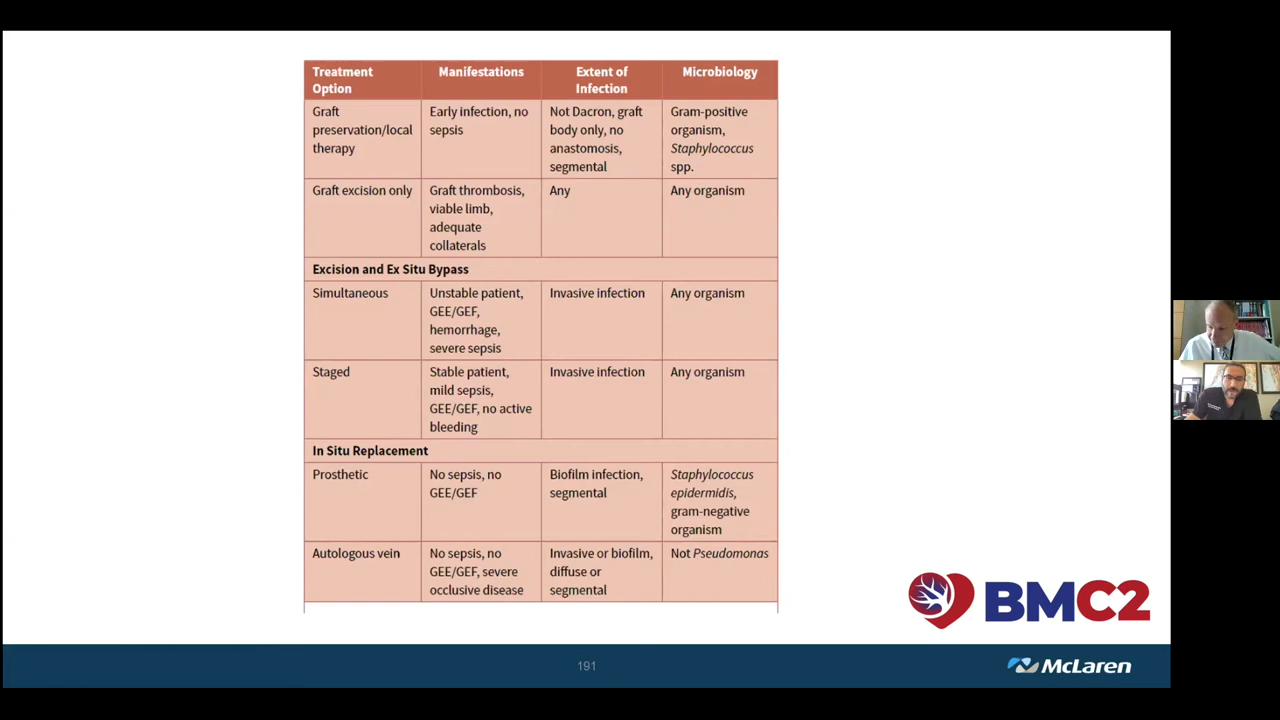 Treatment Option
Manifestations
Extent of Infection
Microbiology
Graft preservation/local therapy
Early infection, no sepsis
Not Dacron, graft body only, no anastomosis, segmental
Gram-positive organism, Staphylococcus spp.
Graft excision only
Graft thrombosis, viable limb, adequate collaterals
Any
Any organism
Excision and Ex Situ Bypass
Simultaneous
Unstable patient, GEE/GEF, hemorrhage, severe sepsis
Invasive infection
Any organism
Staged
Stable patient, mild sepsis, GEE/GEF, no active bleeding
Invasive infection
Any organism
In Situ Replacement
Prosthetic
No sepsis, no GEE/GEF
Biofilm infection, segmental
Staphylococcus epidermidis, gram-negative organism
Autologous vein
No sepsis, no GEE/GEF, severe occlusive disease
Invasive or biofilm, diffuse or segmental
Not Pseudomonas
BMC2
191
McLaren